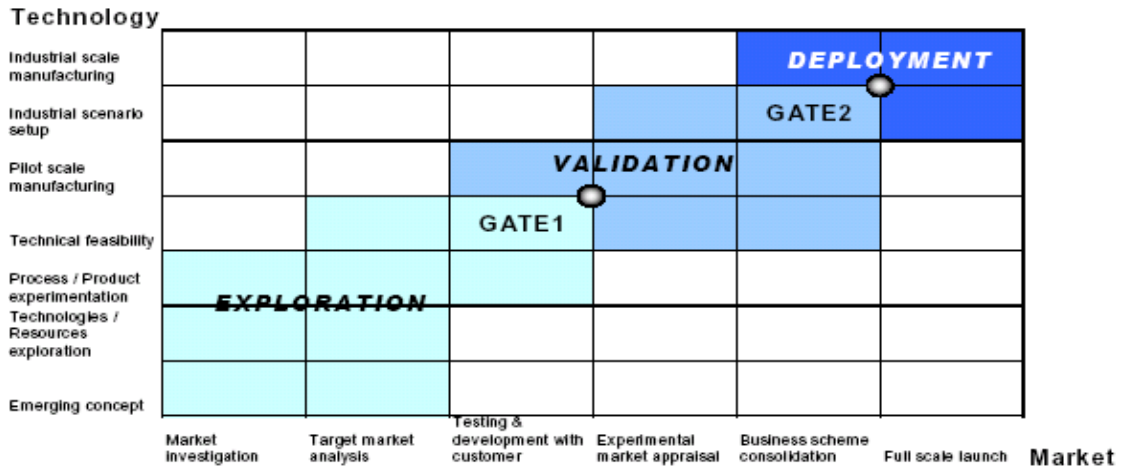 Technology
Industrial scale
manufacturing
DEPLOYMENT
Industrial scenario
setup
GATE2
Pilot scale
manufacturing
VALIDATION
GATE1
Technical feasibility
Process / Product
experimentation
EXPLORATION
Technologies /
Resources
exploration
Emerging concept
Market
investigation
Target market
analysis
Testing &
development with
customer
Experimental
market appraisal
Business scheme
consolidation
Full scale launch
Market